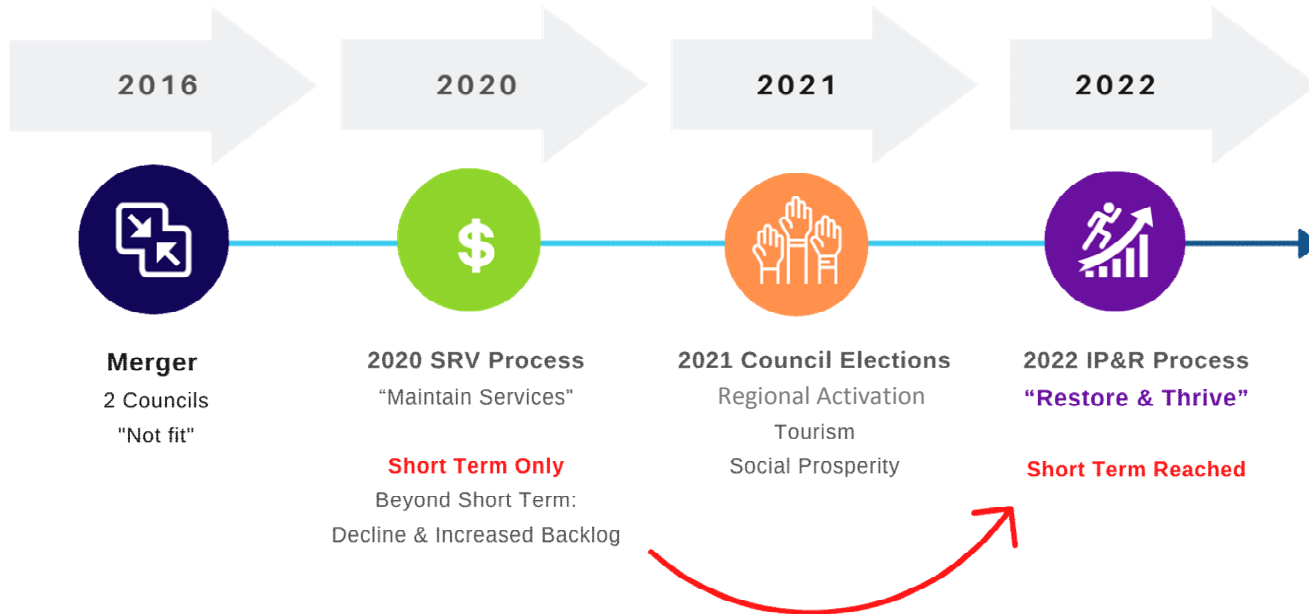 2016
2020
2021
2022
$
Merger
2 Councils
"Not fit"
2020 SRV Process
“Maintain Services”
Short Term Only
Beyond Short Term:
Decline & Increased Backlog
2021 Council Elections
Regional Activation
Tourism
Social Prosperity
2022 IP&R Process
“Restore & Thrive”
Short Term Reached